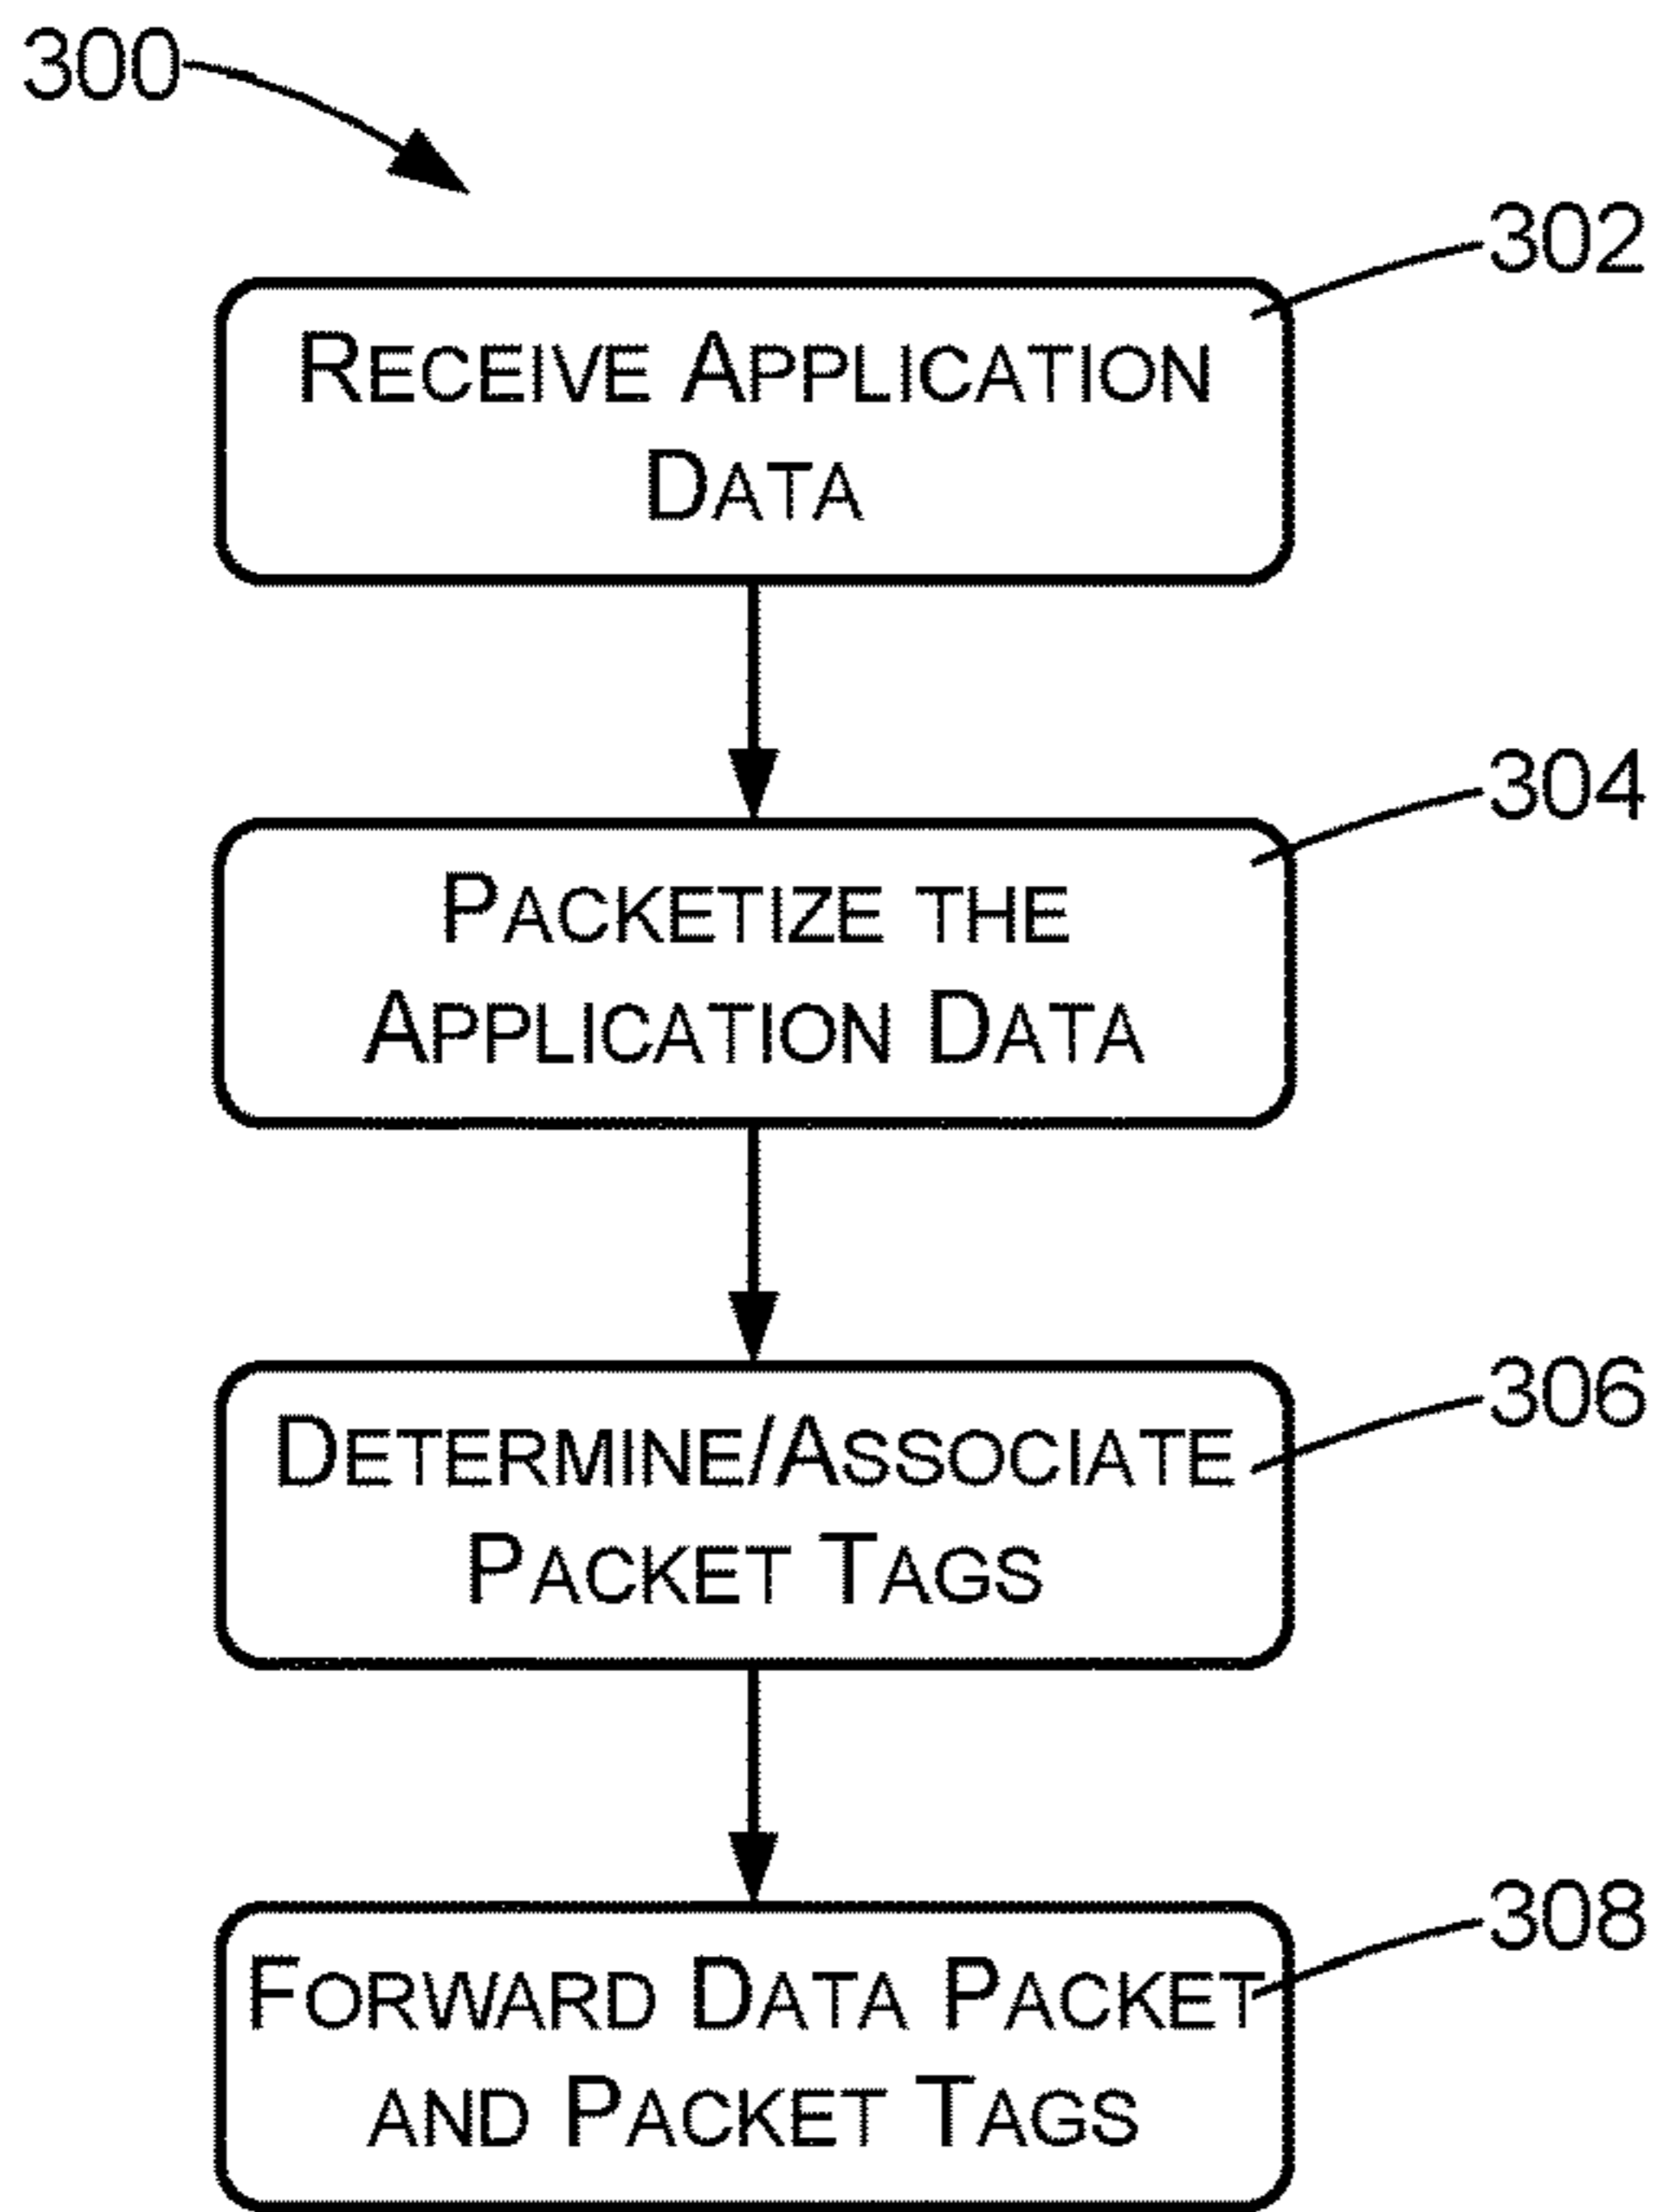 300
302
RECEIVE APPLICATION
DATA
304
PACKETIZE THE
APPLICATION DATA
306
DETERMINE/ASSOCIATE
PACKET TAGS
308
FORWARD DATA PACKET
AND PACKET TAGS